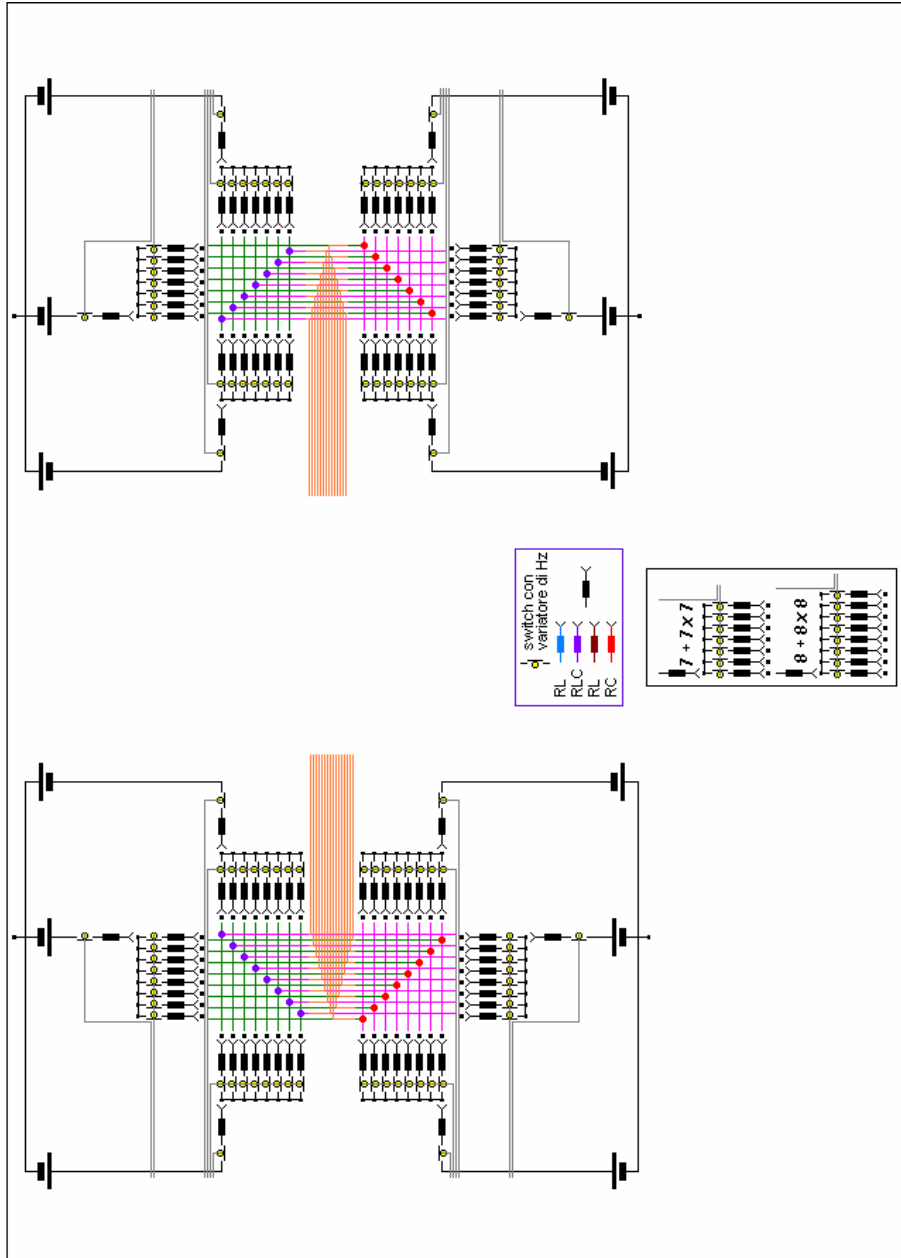 switch con
variatore di Hz
RL
RLC
RL
RC
7 + 7 x 7
8 + 8 x 8